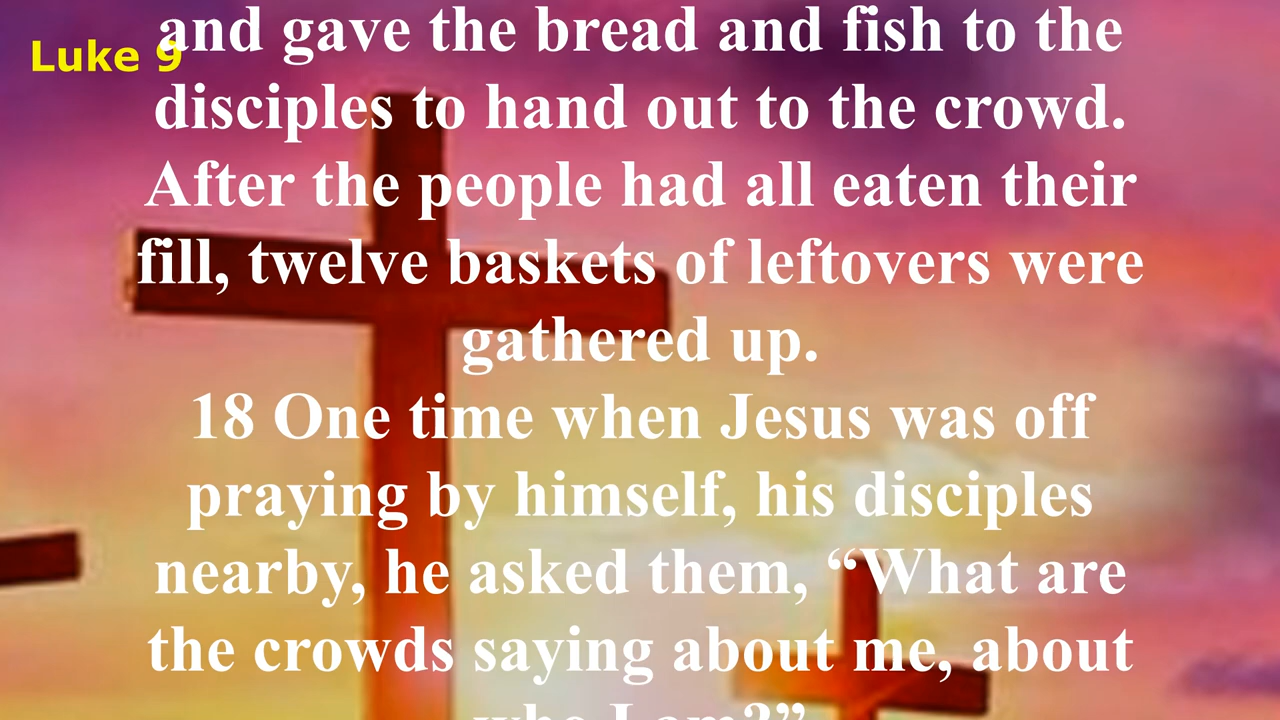 Luke 9
and gave the bread and fish to the
disciples to hand out to the crowd.
After the people had all eaten their
fill, twelve baskets of leftovers were
gathered up.
18 One time when Jesus was off
praying by himself, his disciples
nearby, he asked them, “What are
the crowds saying about me, about
who I am?”